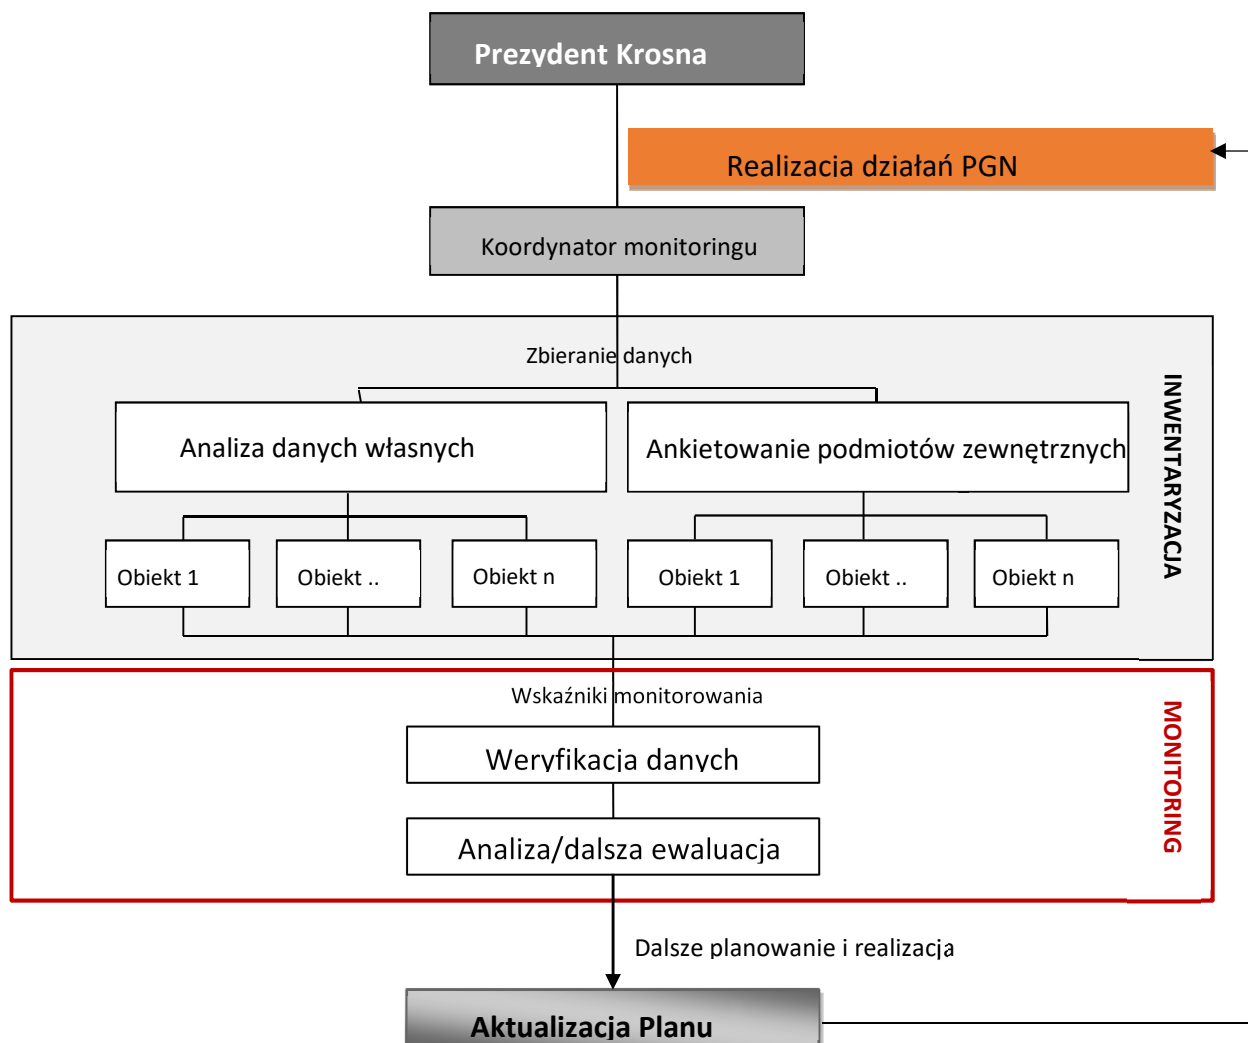 Prezydent Krosna
Realizacja działań PGN
Koordynator monitoringu
Zbieranie danych
Analiza danych własnych
Ankietowanie podmiotów zewnętrznych
Obiekt 1
Obiekt ..
Obiekt n
Obiekt 1
Obiekt ..
Obiekt n
INWENTARYZACJA
Wskaźniki monitorowania
Weryfikacja danych
Analiza/dalsza ewaluacja
MONITORING
Dalsze planowanie i realizacja
Aktualizacja Planu